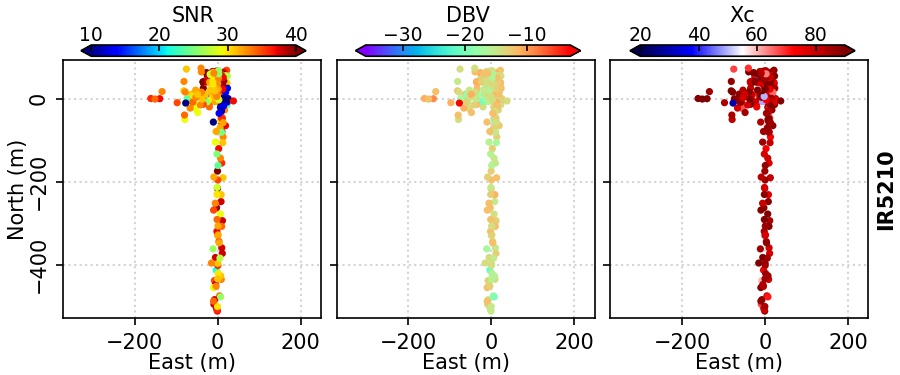 SNR DBV Xc
10 20 30 40 −30 −20 −10 20 40 60 80
0
−200
−400
North (m)
IR5210
−200 0 200 −200 0 200 −200 0 200
East (m) East (m) East (m)